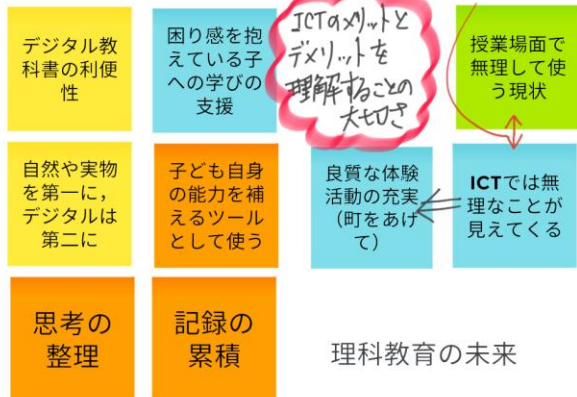 デジタル教
科書の利便
性
困り感を抱
えている子
への学びの
支援
ICTのメリットと
デメリットを
理解することの
大切さ
授業場面で
無理して使
う現状
自然や実物
を第一に，
デジタルは
第二に
子ども自身
の能力を補
えるツール
として使う
良質な体験
活動の充実
（町をあげ
て）
ICTでは無
理なことが
見えてくる
思考の
整理
記録の
累積
理科教育の未来